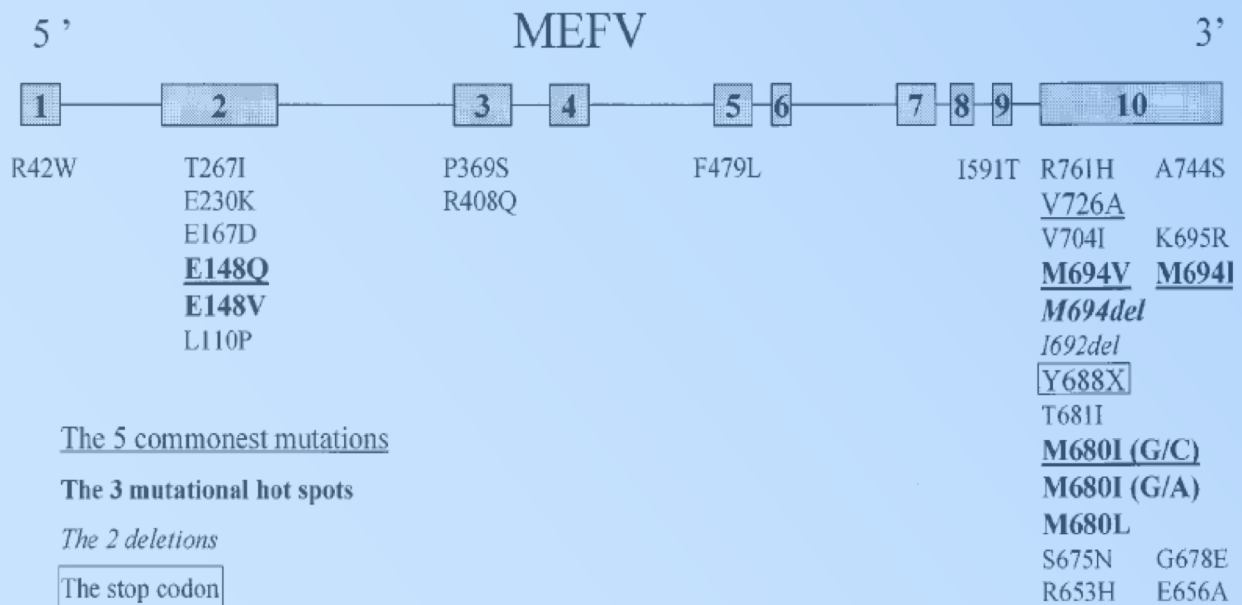 5 ’ MEFV 3’
1 2 3 4 5 6 7 8 9 10
R42W T267I P369S F479L I591T R761H A744S
E230K R408Q V726A
E167D V704I K695R
E148Q M694V M694I
E148V M694del
L110P I692del
Y688X
T681I
The 5 commonest mutations M680I (G/C)
The 3 mutational hot spots M680I (G/A)
The 2 deletions M680L
S675N G678E
The stop codon R653H E656A